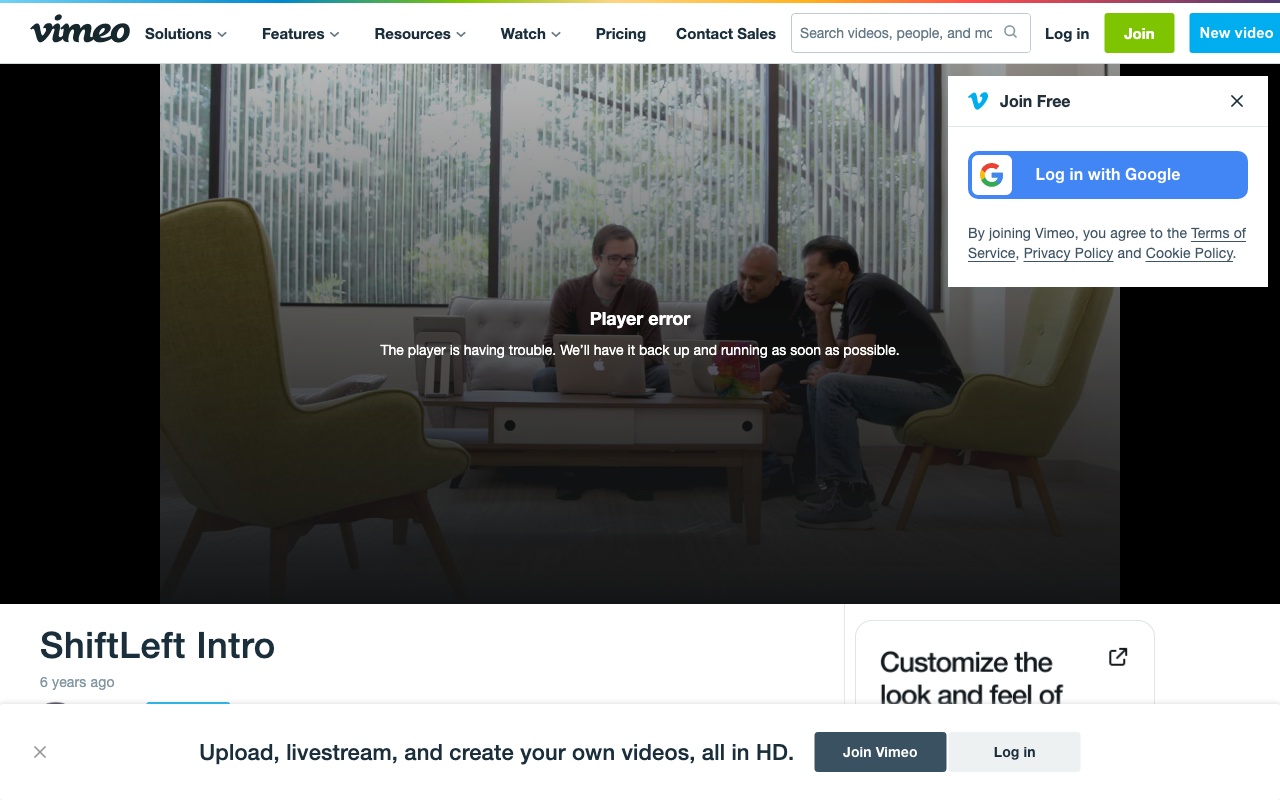 vimeo
Solutions
Features
Resources
Watch
Pricing
Contact Sales
Search videos, people, and mo
Log in
Join
New video
Join Free
Log in with Google
By joining Vimeo, you agree to the Terms of
Service, Privacy Policy and Cookie Policy.
Player error
The player is having trouble. We'll have it back up and running as soon as possible.
ShiftLeft Intro
6 years ago
Customize the
look and feel of
Upload, livestream, and create your own videos, all in HD.
Join Vimeo
Log in